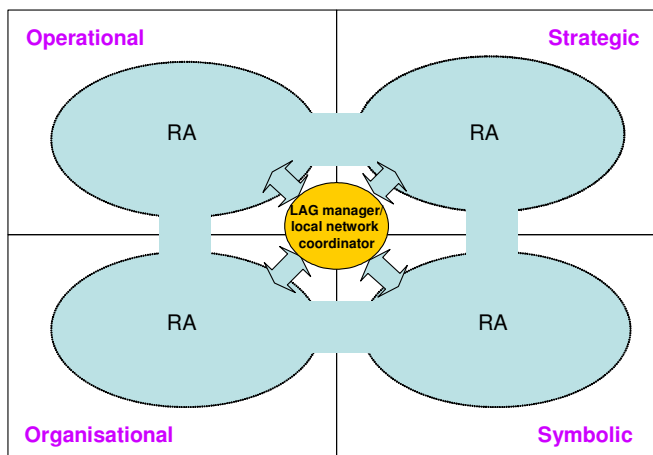 Operational
Strategic
RA
RA
LAG manager/
local network
coordinator
RA
RA
Organisational
Symbolic